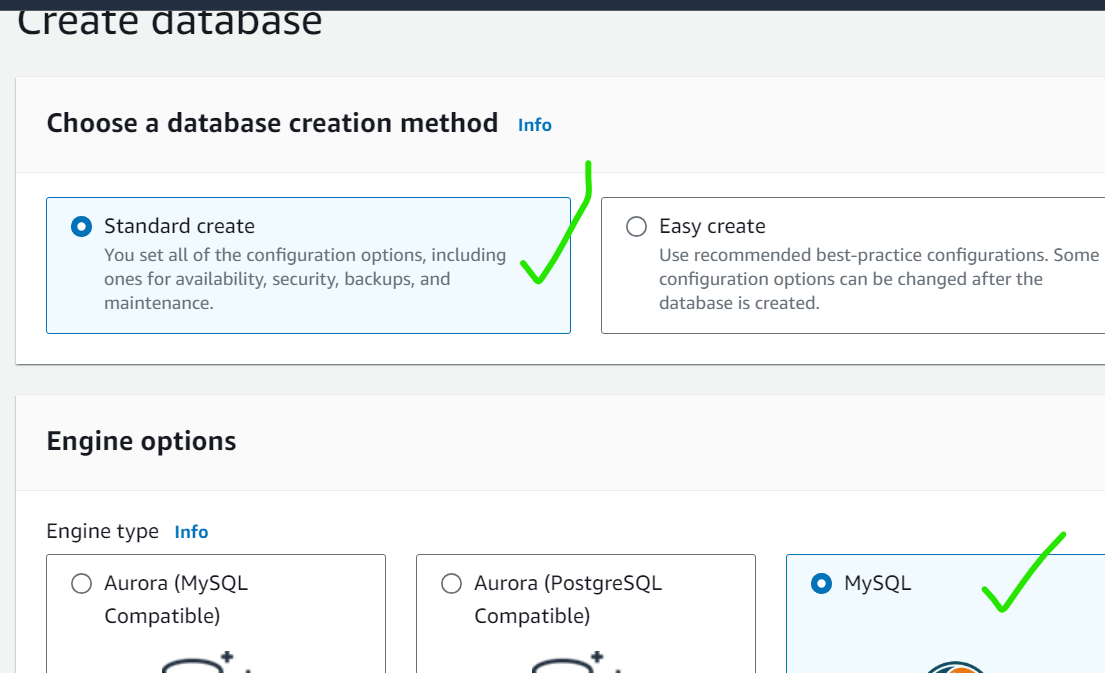 Create database
Choose a database creation method Info
Standard create
You set all of the configuration options, including
ones for availability, security, backups, and
maintenance.
Easy create
Use recommended best-practice configurations. Some
configuration options can be changed after the
database is created.
Engine options
Engine type Info
Aurora (MySQL
Compatible)
Aurora (PostgreSQL
Compatible)
MySQL